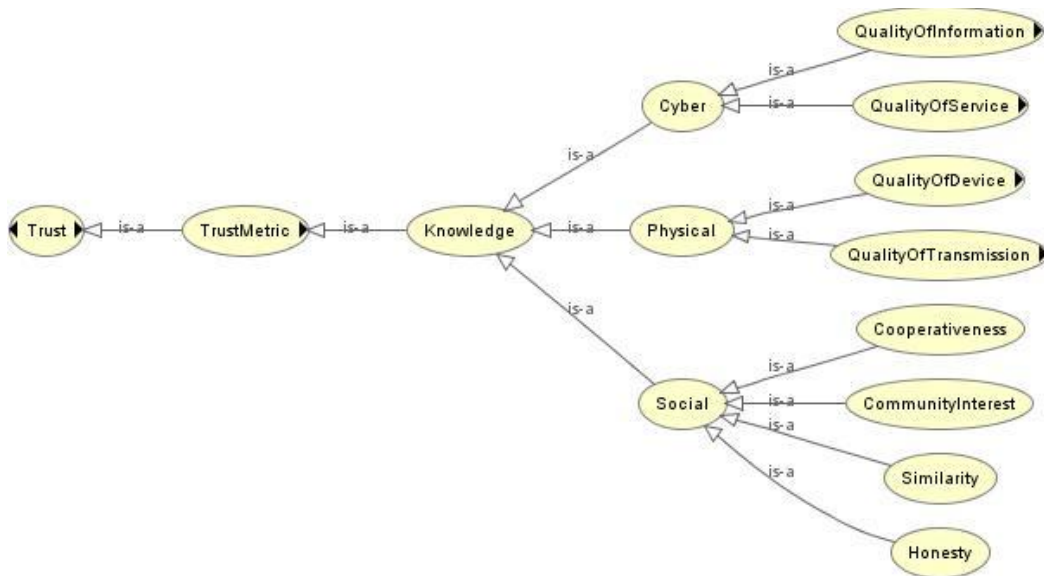 QualityOfInformation
is-a
Cyber
is-a
QualityOfService
is-a
QualityOfDevice
is-a
Trust
is-a
TrustMetric
is-a
Knowledge
is-a
Physical
is-a
QualityOfTransmission
is-a
Cooperativeness
is-a
Social
is-a
CommunityInterest
is-a
Similarity
is-a
Honesty